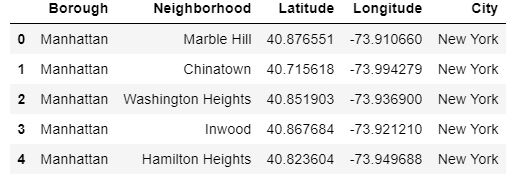 Borough Neighborhood Latitude Longitude City
0 Manhattan Marble Hill 40.876551 -73.910660 New York
1 Manhattan Chinatown 40.715618 -73.994279 New York
2 Manhattan Washington Heights 40.851903 -73.936900 New York
3 Manhattan Inwood 40.867684 -73.921210 New York
4 Manhattan Hamilton Heights 40.823604 -73.949688 New York